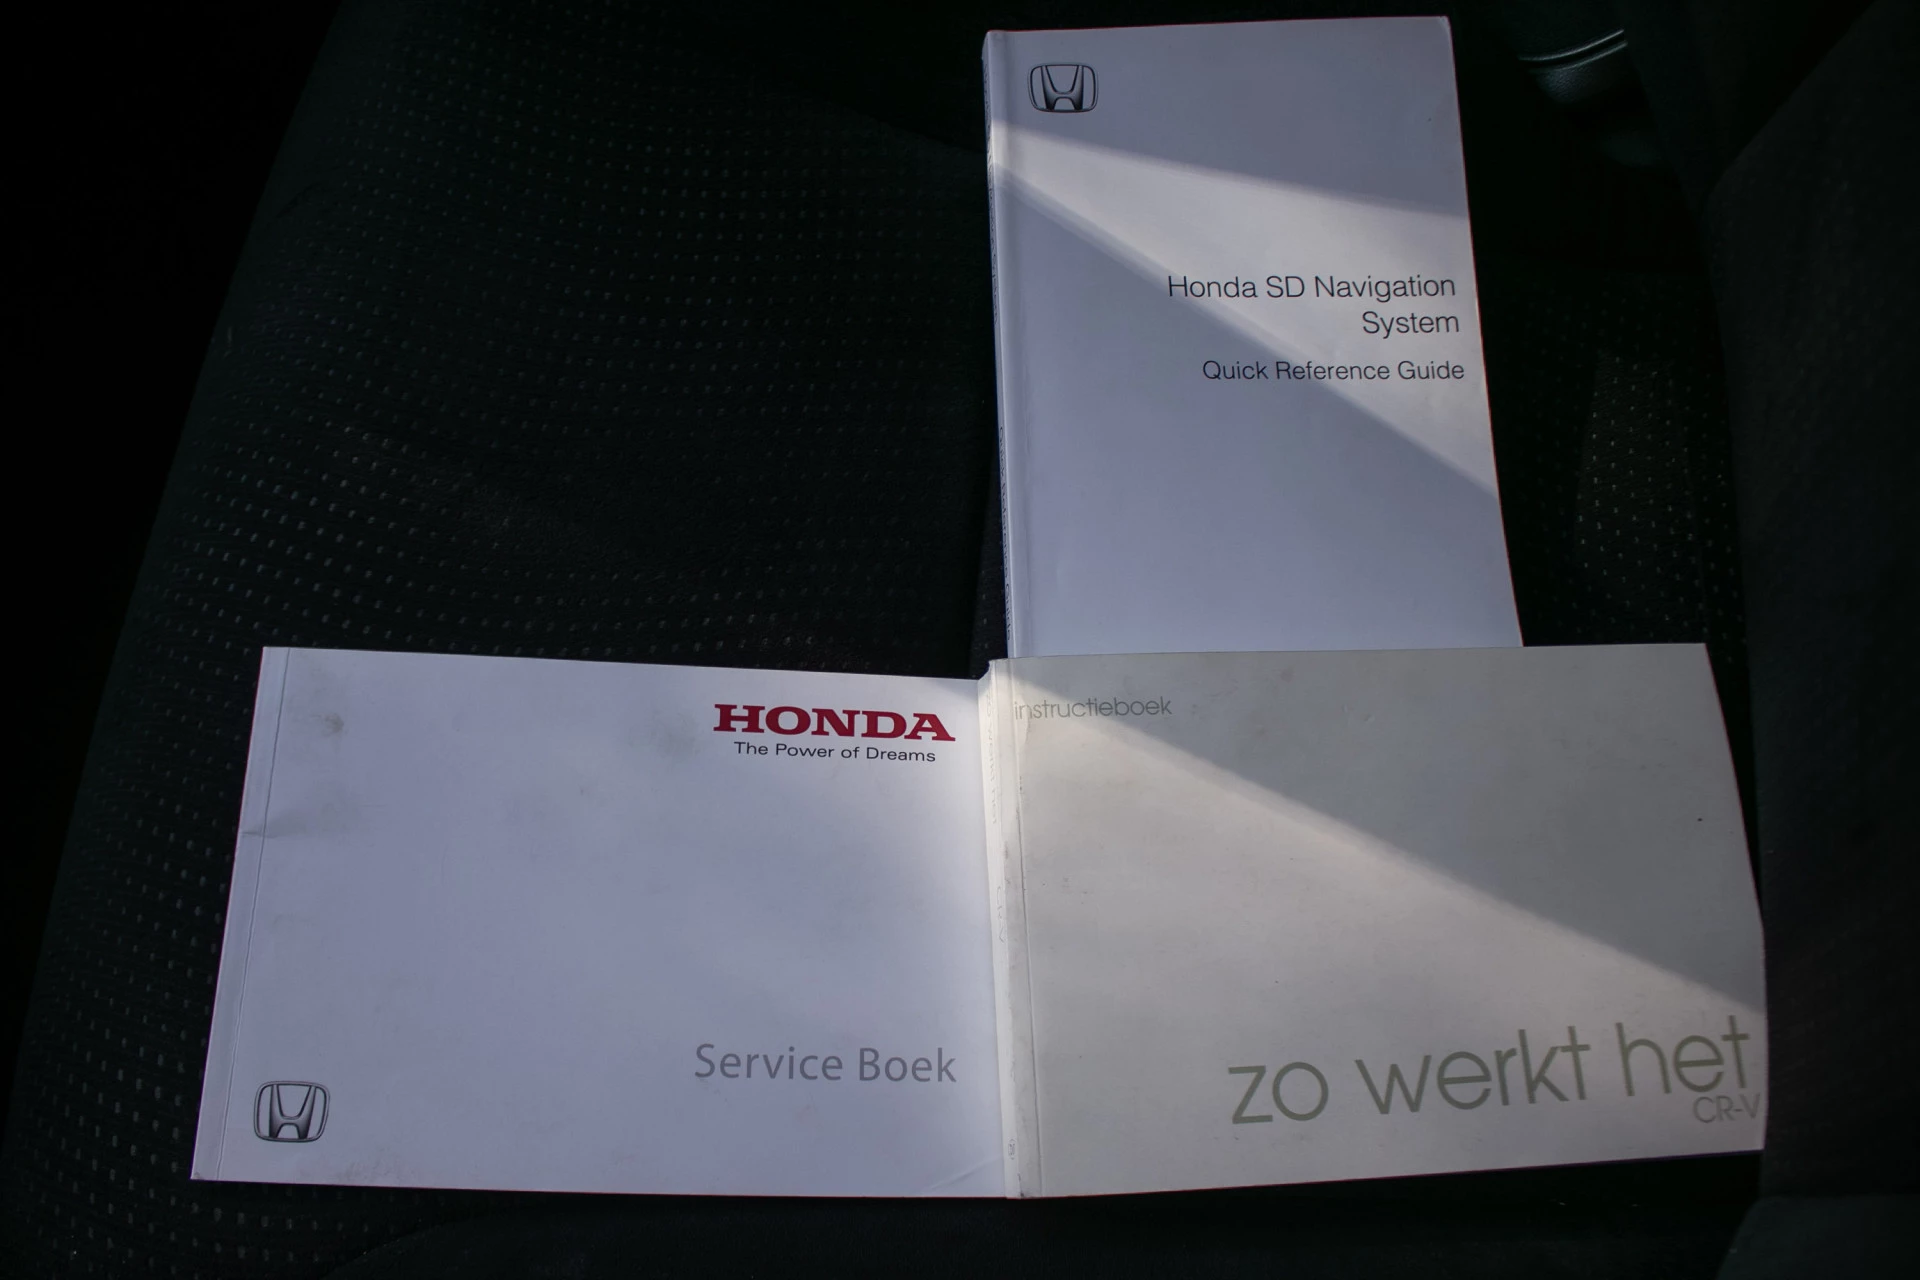 Honda SD Navigation
System
Quick Reference Guide
HONDA
The Power of Dreams
Service Boek
instructieboek
zo werkt het
CR-V